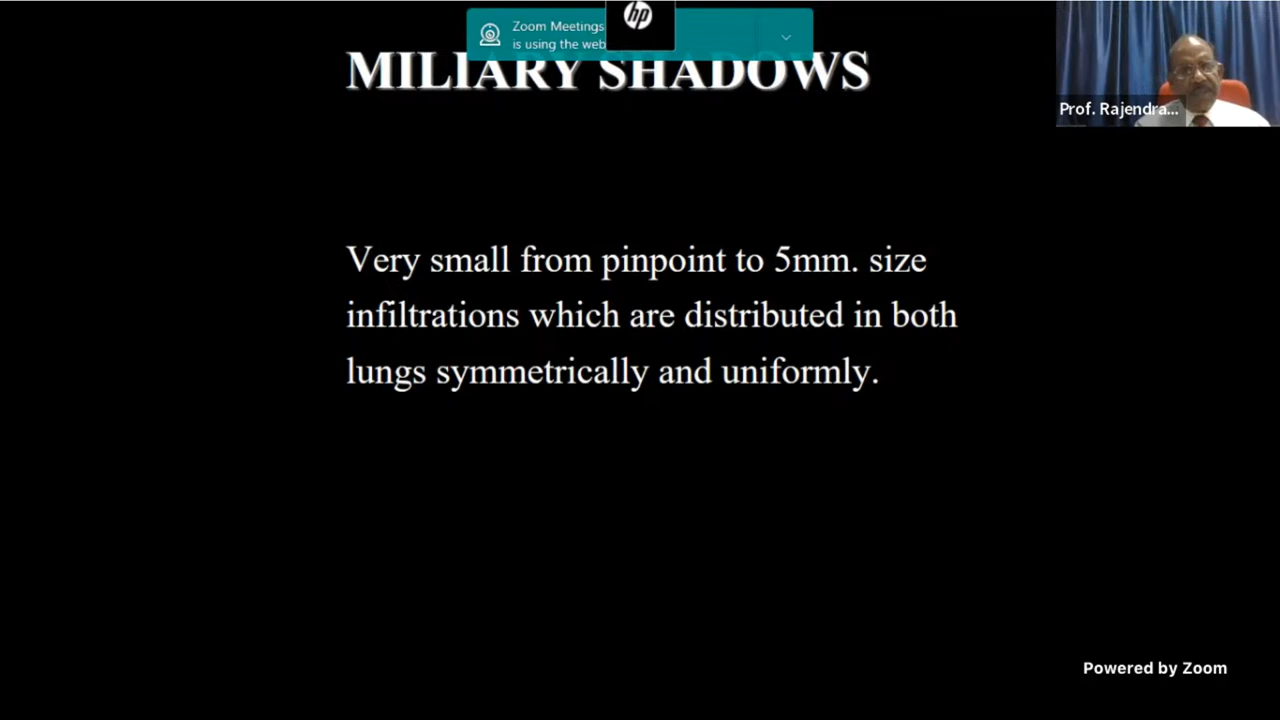 hp
Zoom Meetings
is using the web
MILIARY SHADOWS
Prof. Rajendra...
Very small from pinpoint to 5mm. size
infiltrations which are distributed in both
lungs symmetrically and uniformly.
Powered by Zoom